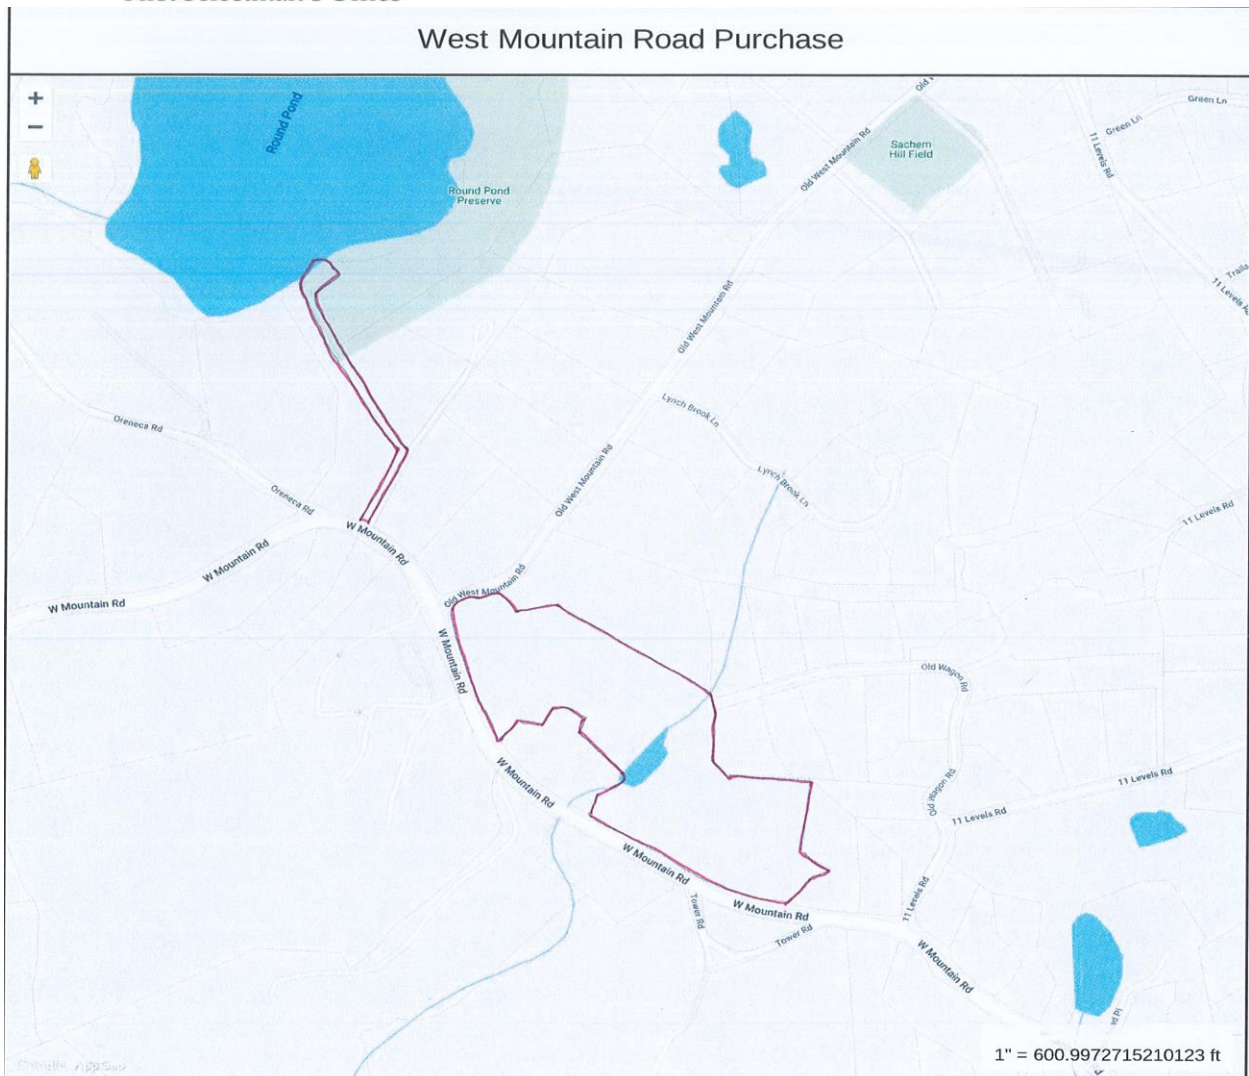 West Mountain Road Purchase
+
−
Round Pond
Round Pond
Preserve
Sachem
Hill Field
Old West Mountain Rd
Green Ln
Green Ln
11 Levels Rd
11 Levels
Old West Mountain Rd
Lynch Brook Ln
Lynch Brook Ln
Old West Mountain Rd
Oreneca Rd
Oreneca Rd
11 Levels Rd
W Mountain Rd
W Mountain Rd
W Mountain Rd
Old West Mountain Rd
W Mountain Rd
Old Wagon Rd
W Mountain Rd
Old Wagon Rd
11 Levels Rd
11 Levels Rd
W Mountain Rd
Tower Rd
W Mountain Rd
Tower Rd
11 Levels Rd
W Mountain Rd
1" = 600.9972715210123 ft